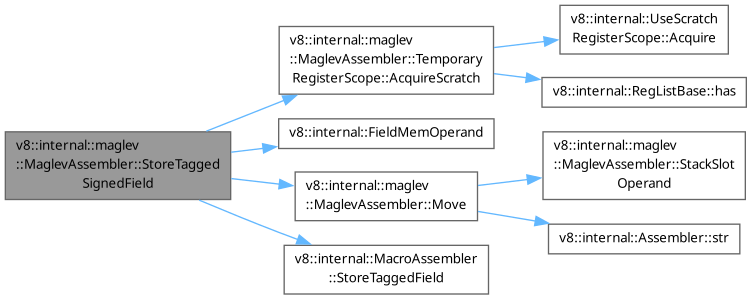 v8::internal::maglev
::MaglevAssembler::StoreTagged
SignedField
v8::internal::maglev
::MaglevAssembler::Temporary
RegisterScope::AcquireScratch
v8::internal::UseScratch
RegisterScope::Acquire
v8::internal::RegListBase::has
v8::internal::FieldMemOperand
v8::internal::maglev
::MaglevAssembler::Move
v8::internal::maglev
::MaglevAssembler::StackSlot
Operand
v8::internal::Assembler::str
v8::internal::MacroAssembler
::StoreTaggedField